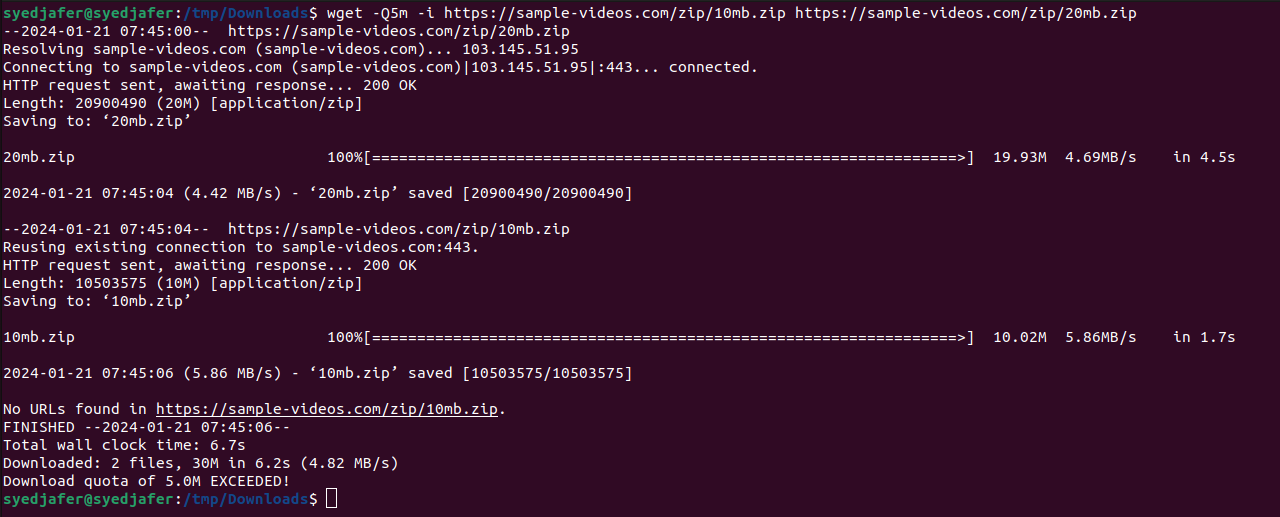 syedjafer@syedjafer:/tmp/Downloads$ wget -Q5m -i https://sample-videos.com/zip/10mb.zip https://sample-videos.com/zip/20mb.zip
--2024-01-21 07:45:00--  https://sample-videos.com/zip/20mb.zip
Resolving sample-videos.com (sample-videos.com)... 103.145.51.95
Connecting to sample-videos.com (sample-videos.com)|103.145.51.95|:443... connected.
HTTP request sent, awaiting response... 200 OK
Length: 20900490 (20M) [application/zip]
Saving to: ‘20mb.zip’
20mb.zip                            100%[=================================================================>]  19.93M  4.69MB/s    in 4.5s
2024-01-21 07:45:04 (4.42 MB/s) - ‘20mb.zip’ saved [20900490/20900490]
--2024-01-21 07:45:04--  https://sample-videos.com/zip/10mb.zip
Reusing existing connection to sample-videos.com:443.
HTTP request sent, awaiting response... 200 OK
Length: 10503575 (10M) [application/zip]
Saving to: ‘10mb.zip’
10mb.zip                            100%[=================================================================>]  10.02M  5.86MB/s    in 1.7s
2024-01-21 07:45:06 (5.86 MB/s) - ‘10mb.zip’ saved [10503575/10503575]
No URLs found in https://sample-videos.com/zip/10mb.zip.
FINISHED --2024-01-21 07:45:06--
Total wall clock time: 6.7s
Downloaded: 2 files, 30M in 6.2s (4.82 MB/s)
Download quota of 5.0M EXCEEDED!
syedjafer@syedjafer:/tmp/Downloads$